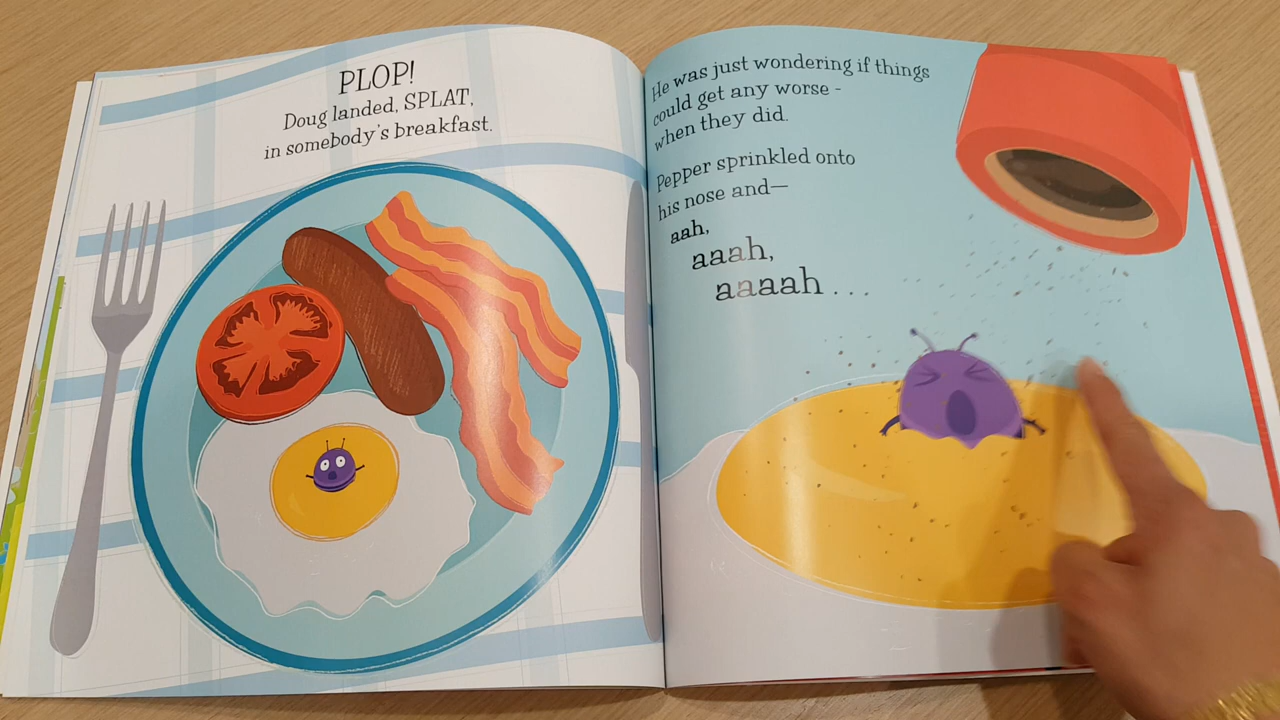 PLOP!
Doug landed, SPLAT,
in somebody's breakfast.
He was just wondering if things
could get any worse -
when they did.
Pepper sprinkled onto
his nose and—
aah,
aaah,
aaaah . . .